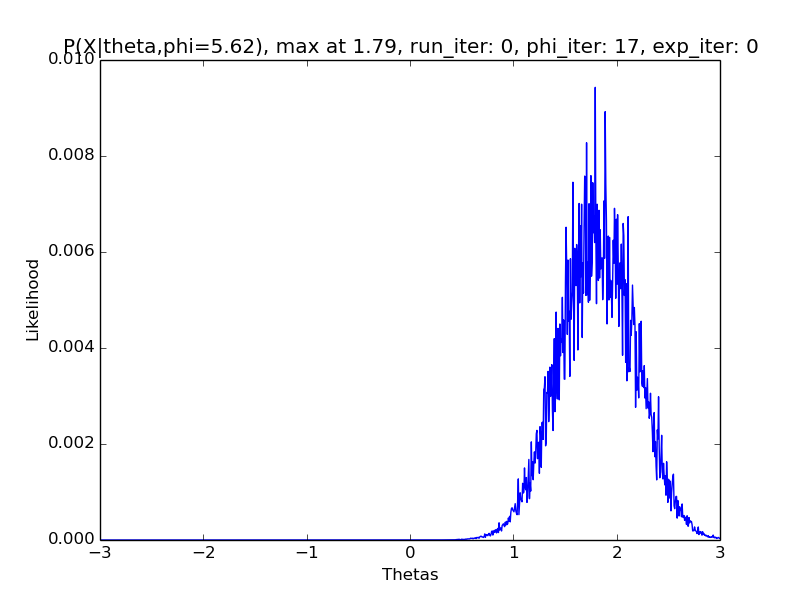 P(X|theta,phi=5.62), max at 1.79, run_iter: 0, phi_iter: 17, exp_iter: 0
0.010
0.008
0.006
0.004
0.002
0.000
Likelihood
−3 −2 −1 0 1 2 3
Thetas